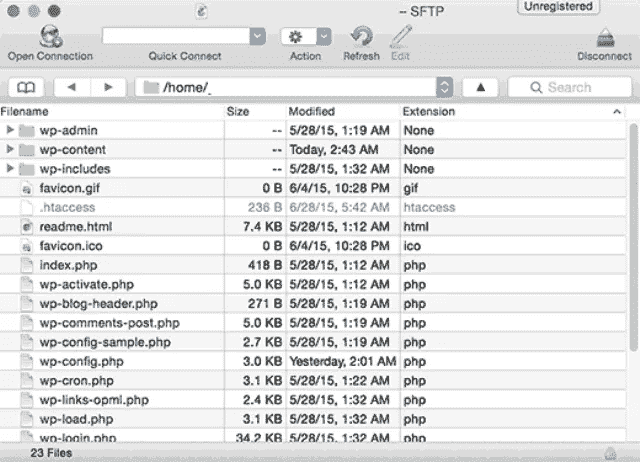 Unregistered
– SFTP
Open Connection Quick Connect Action Refresh Edit Disconnect
/home/_ Search
Filename Size Modified Extension
wp-admin -- 5/28/15, 1:19 AM None
wp-content -- Today, 2:43 AM None
wp-includes -- 5/28/15, 1:32 AM None
favicon.gif 0 B 6/4/15, 10:28 PM gif
.htaccess 236 B 6/28/15, 5:42 AM htaccess
readme.html 7.4 KB 5/28/15, 1:12 AM html
favicon.ico 0 B 6/4/15, 10:28 PM ico
index.php 418 B 5/28/15, 1:12 AM php
wp-activate.php 5.0 KB 5/28/15, 1:12 AM php
wp-blog-header.php 271 B 5/28/15, 1:19 AM php
wp-comments-post.php 5.0 KB 5/28/15, 1:19 AM php
wp-config-sample.php 2.7 KB 5/28/15, 1:19 AM php
wp-config.php 3.0 KB Yesterday, 2:01 AM php
wp-cron.php 3.1 KB 5/28/15, 1:22 AM php
wp-links-opml.php 2.4 KB 5/28/15, 1:32 AM php
wp-load.php 3.1 KB 5/28/15, 1:32 AM php
wp-login.php 34.2 KB 5/28/15, 1:32 AM php
23 Files